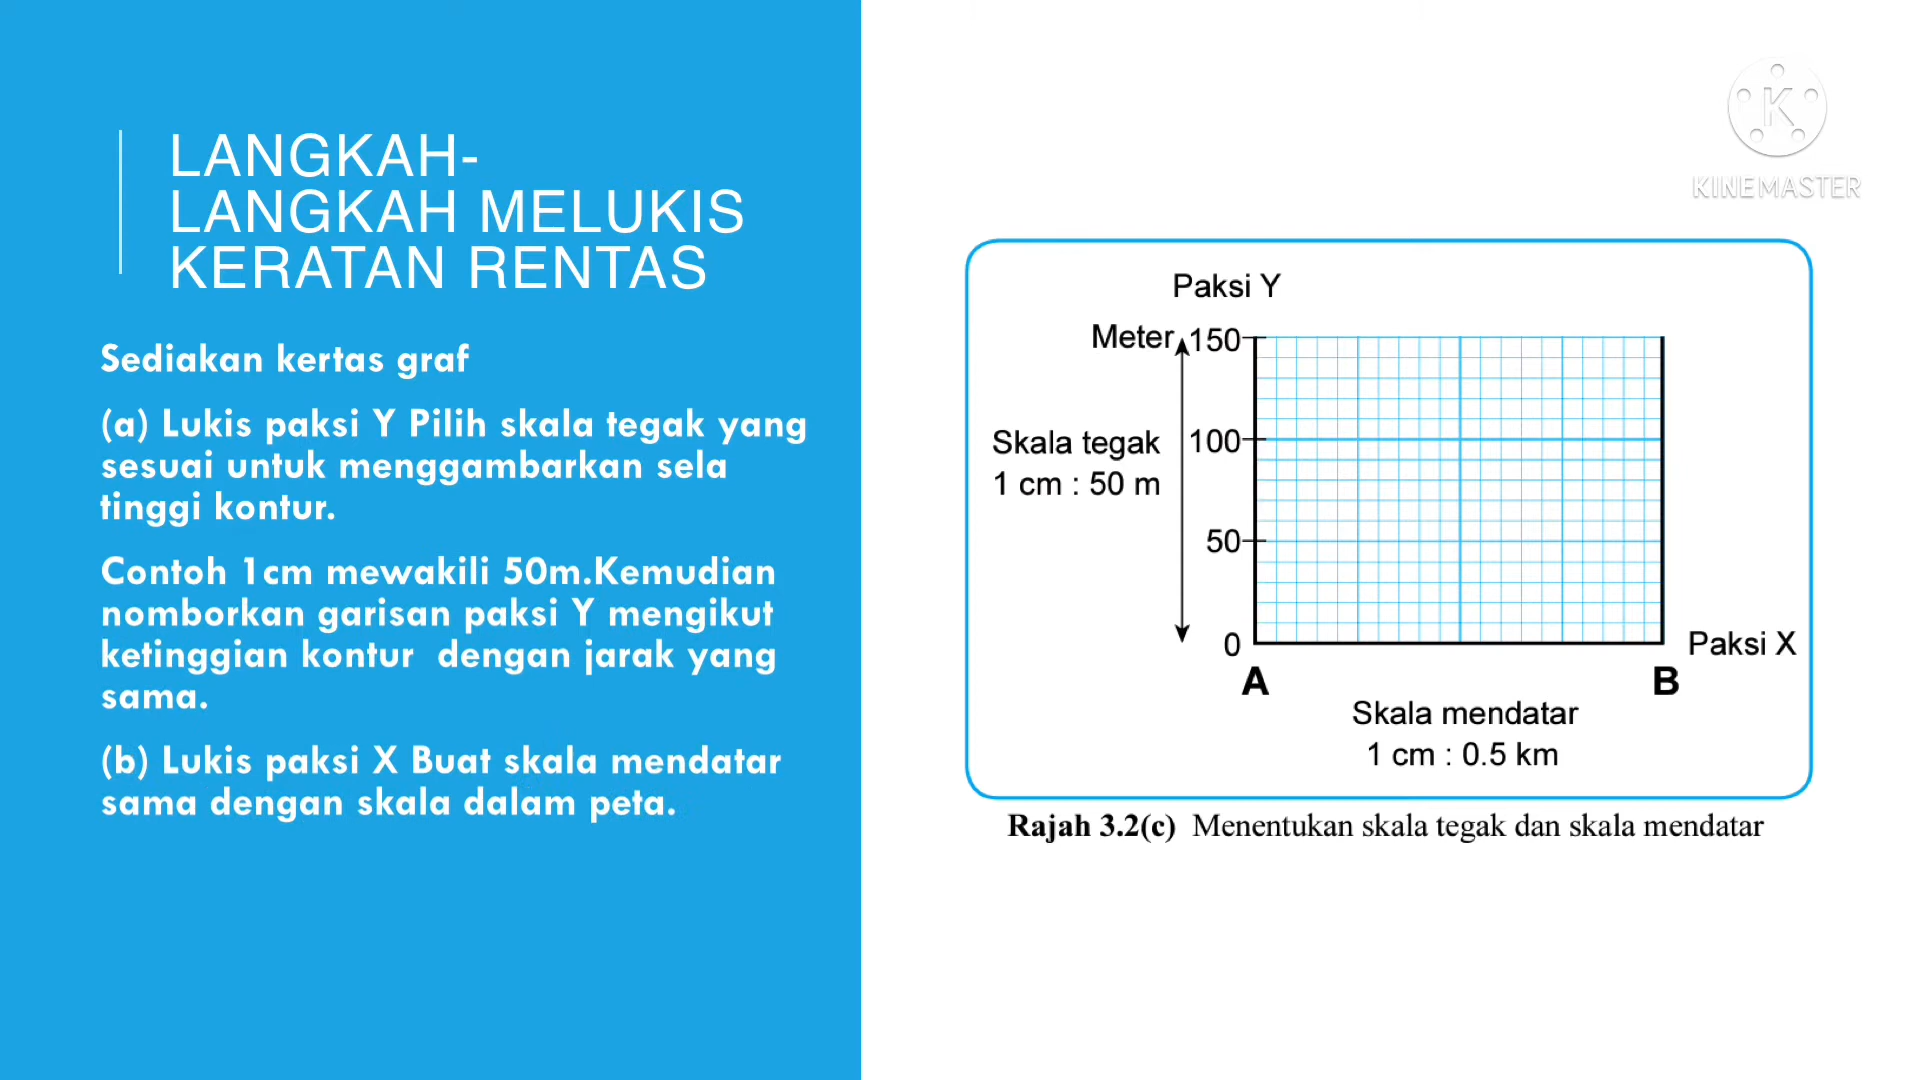 LANGKAH-
LANGKAH MELUKIS
KERATAN RENTAS
Sediakan kertas graf
(a) Lukis paksi Y Pilih skala tegak yang
sesuai untuk menggambarkan sela
tinggi kontur.
Contoh 1cm mewakili 50m.Kemudian
nomborkan garisan paksi Y mengikut
ketinggian kontur  dengan jarak yang
sama.
(b) Lukis paksi X Buat skala mendatar
sama dengan skala dalam peta.
K
KINEMASTER
Paksi Y
Meter 150
Skala tegak
1 cm : 50 m
100
50
0
Paksi X
A
B
Skala mendatar
1 cm : 0.5 km
Rajah 3.2(c) Menentukan skala tegak dan skala mendatar